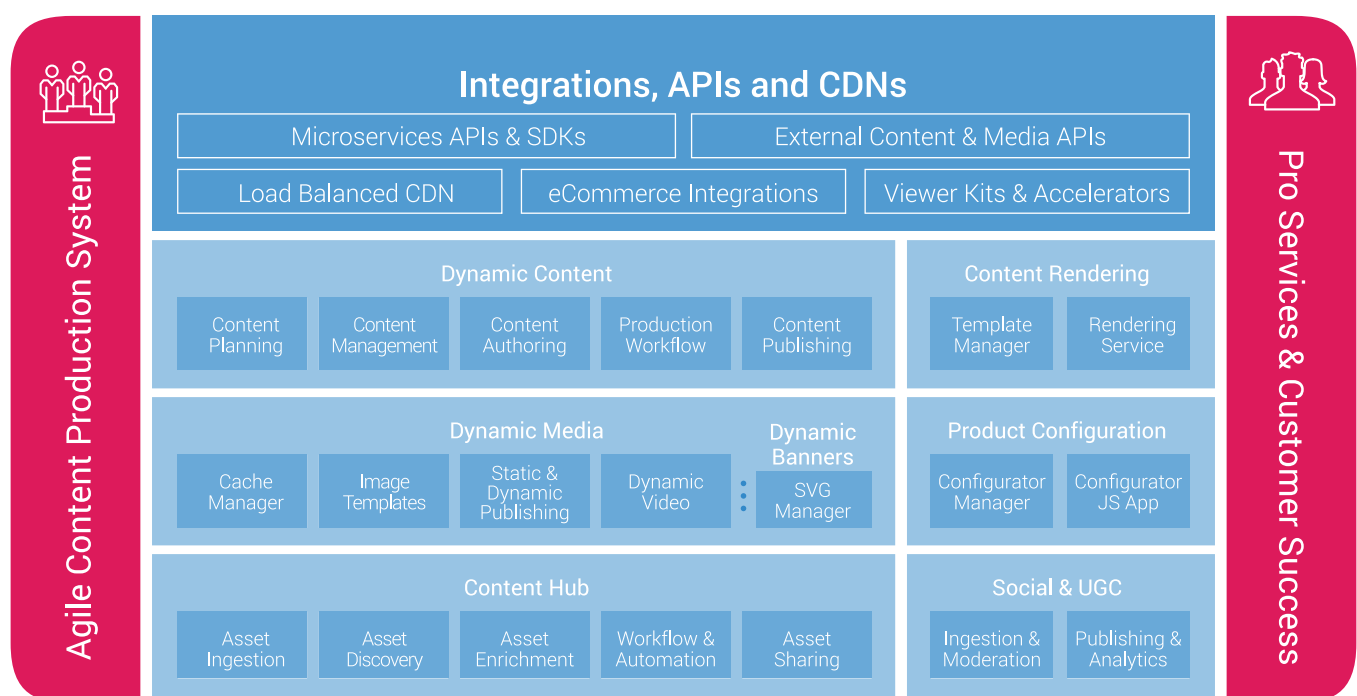 Agile Content Production System
Integrations, APIs and CDNs
Microservices APIs & SDKs
External Content & Media APIs
Load Balanced CDN
eCommerce Integrations
Viewer Kits & Accelerators
Dynamic Content
Content
Planning
Content
Management
Content
Authoring
Production
Workflow
Content
Publishing
Content Rendering
Template
Manager
Rendering
Service
Dynamic Media
Cache
Manager
Image
Templates
Static &
Dynamic
Publishing
Dynamic
Video
Dynamic
Banners
SVG
Manager
Product Configuration
Configurator
Manager
Configurator
JS App
Content Hub
Asset
Ingestion
Asset
Discovery
Asset
Enrichment
Workflow &
Automation
Asset
Sharing
Social & UGC
Ingestion &
Moderation
Publishing &
Analytics
Pro Services & Customer Success